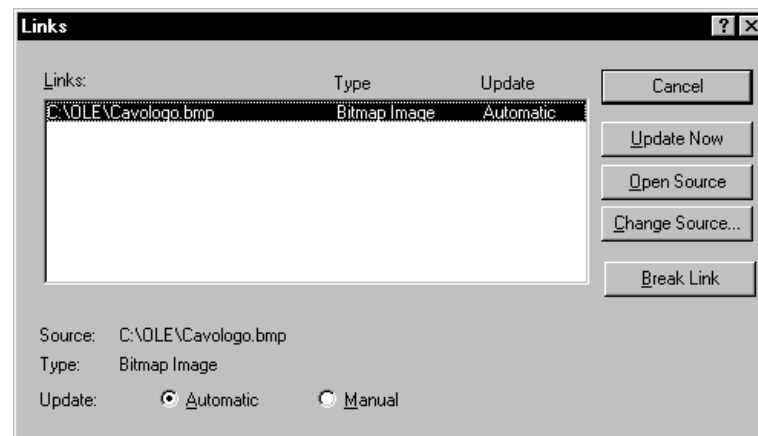 Links
Links: Type Update
C:\OLE\Cavologo.bmp Bitmap Image Automatic
Cancel
Update Now
Open Source
Change Source...
Break Link
Source: C:\OLE\Cavologo.bmp
Type: Bitmap Image
Update: Automatic Manual